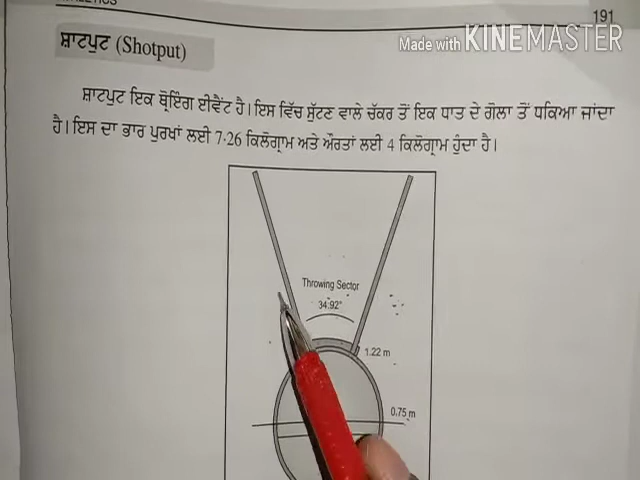 191
Made with KINEMASTER
ਸ਼ਾਟਪੁਟ (Shotput)
ਸ਼ਾਟਪੁਟ ਇਕ ਥ੍ਰੋਇੰਗ ਈਵੈਂਟ ਹੈ। ਇਸ ਵਿੱਚ ਸੁੱਟਣ ਵਾਲੇ ਚੱਕਰ ਤੋਂ ਇਕ ਧਾਤ ਦੇ ਗੋਲਾ ਤੋਂ ਧਕਿਆ ਜਾਂਦਾ
ਹੈ। ਇਸ ਦਾ ਭਾਰ ਪੁਰਖਾਂ ਲਈ 7·26 ਕਿਲੋਗ੍ਰਾਮ ਅਤੇ ਔਰਤਾਂ ਲਈ 4 ਕਿਲੋਗ੍ਰਾਮ ਹੁੰਦਾ ਹੈ।
Throwing Sector
34·92°
1.22 m
0.75 m